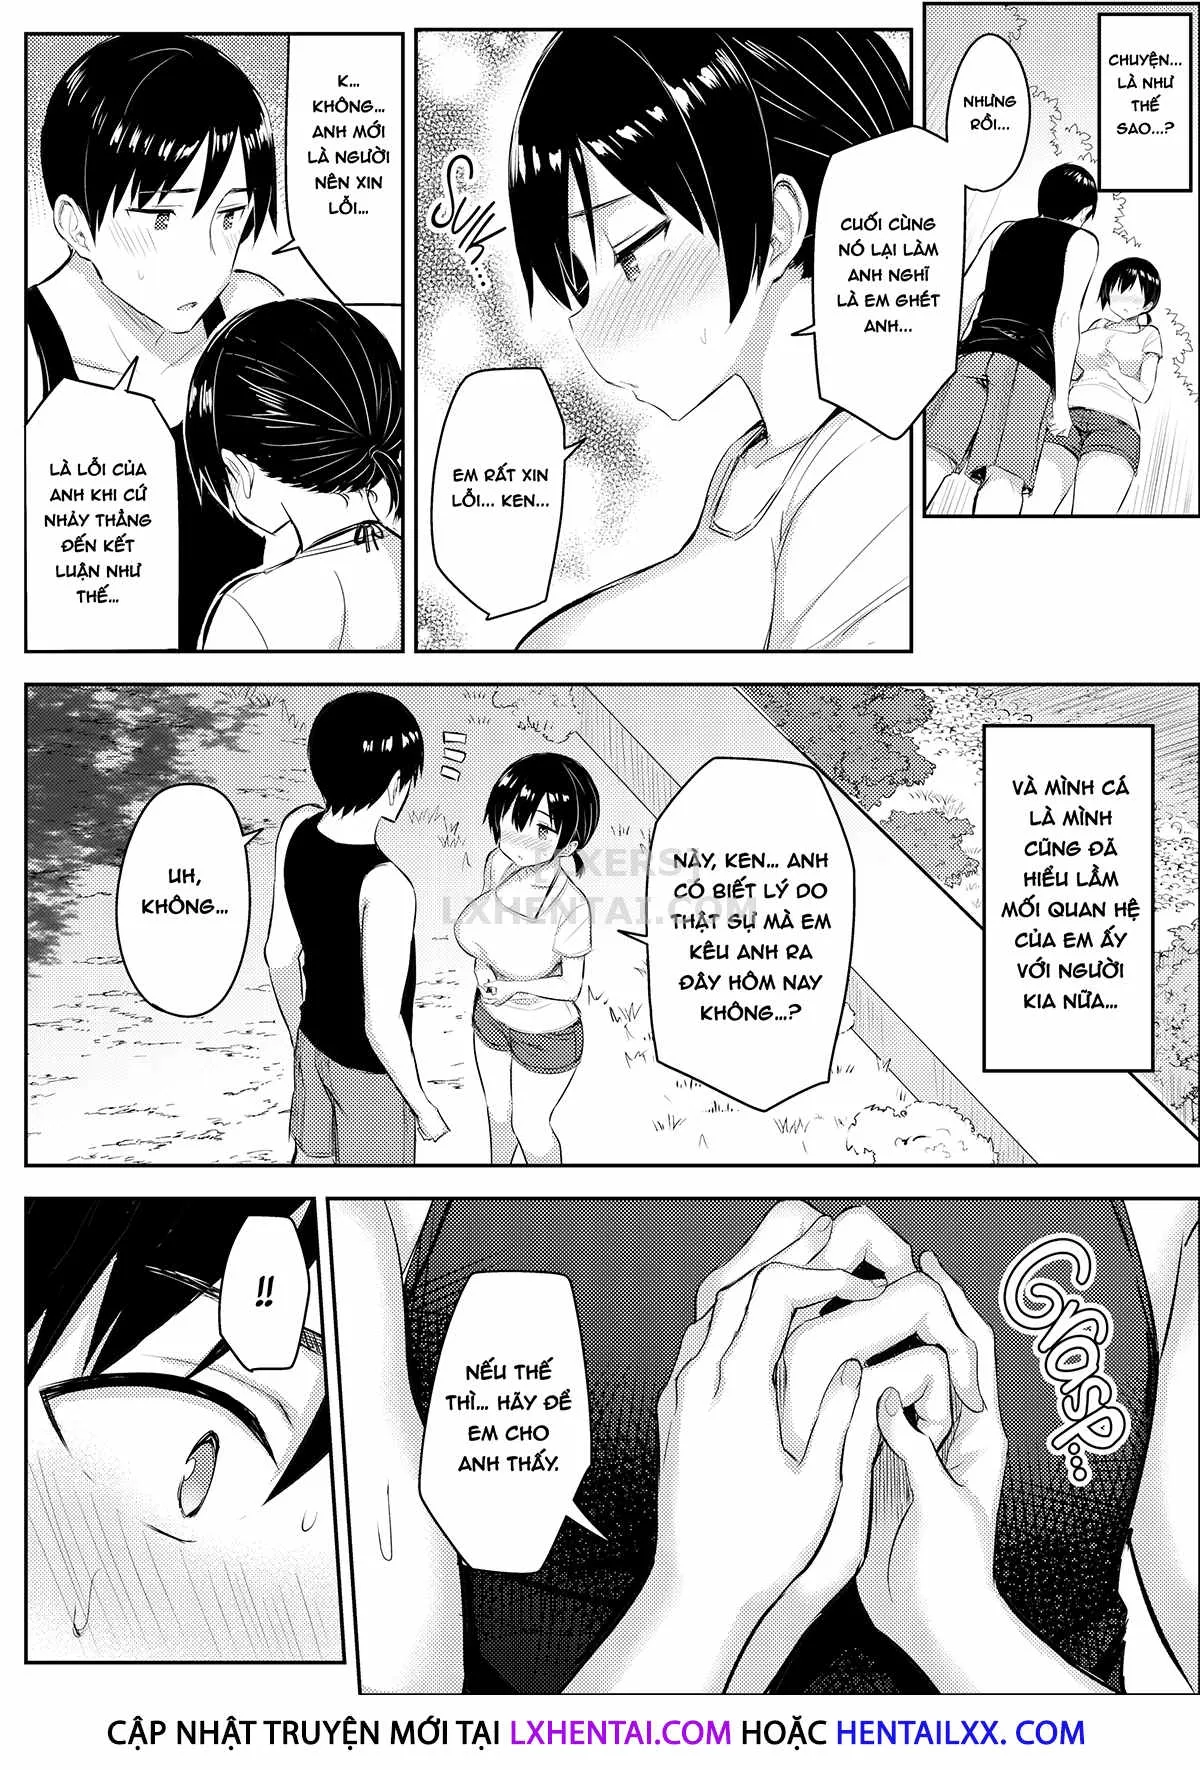 CHUYỆN...
LÀ NHƯ
THẾ
SAO...?
NHƯNG
RỒI...
CUỐI CÙNG
NÓ LẠI LÀM
ANH NGHĨ
LÀ EM GHÉT
ANH...
SULK...
EM RẤT XIN
LỖI... KEN...
K...
KHÔNG...
ANH MỚI
LÀ NGƯỜI
NÊN XIN
LỖI...
LÀ LỖI CỦA
ANH KHI CỨ
NHẢY THẲNG
ĐẾN KẾT
LUẬN NHƯ
THẾ...
VÀ MÌNH CÁ
LÀ MÌNH
CŨNG ĐÃ
HIỂU LẦM
MỐI QUAN HỆ
CỦA EM ẤY
VỚI NGƯỜI
KIA NỮA...
NÀY, KEN... ANH
CÓ BIẾT LÝ DO
THẬT SỰ MÀ EM
KÊU ANH RA
ĐÂY HÔM NAY
KHÔNG...?
LXHENTAI.COM
UH,
KHÔNG...
GRASP...
NẾU THẾ
THÌ... HÃY ĐỂ
EM CHO
ANH THẤY.
!!
CẬP NHẬT TRUYỆN MỚI TẠI LXHENTAI.COM HOẶC HENTAILXX. COM